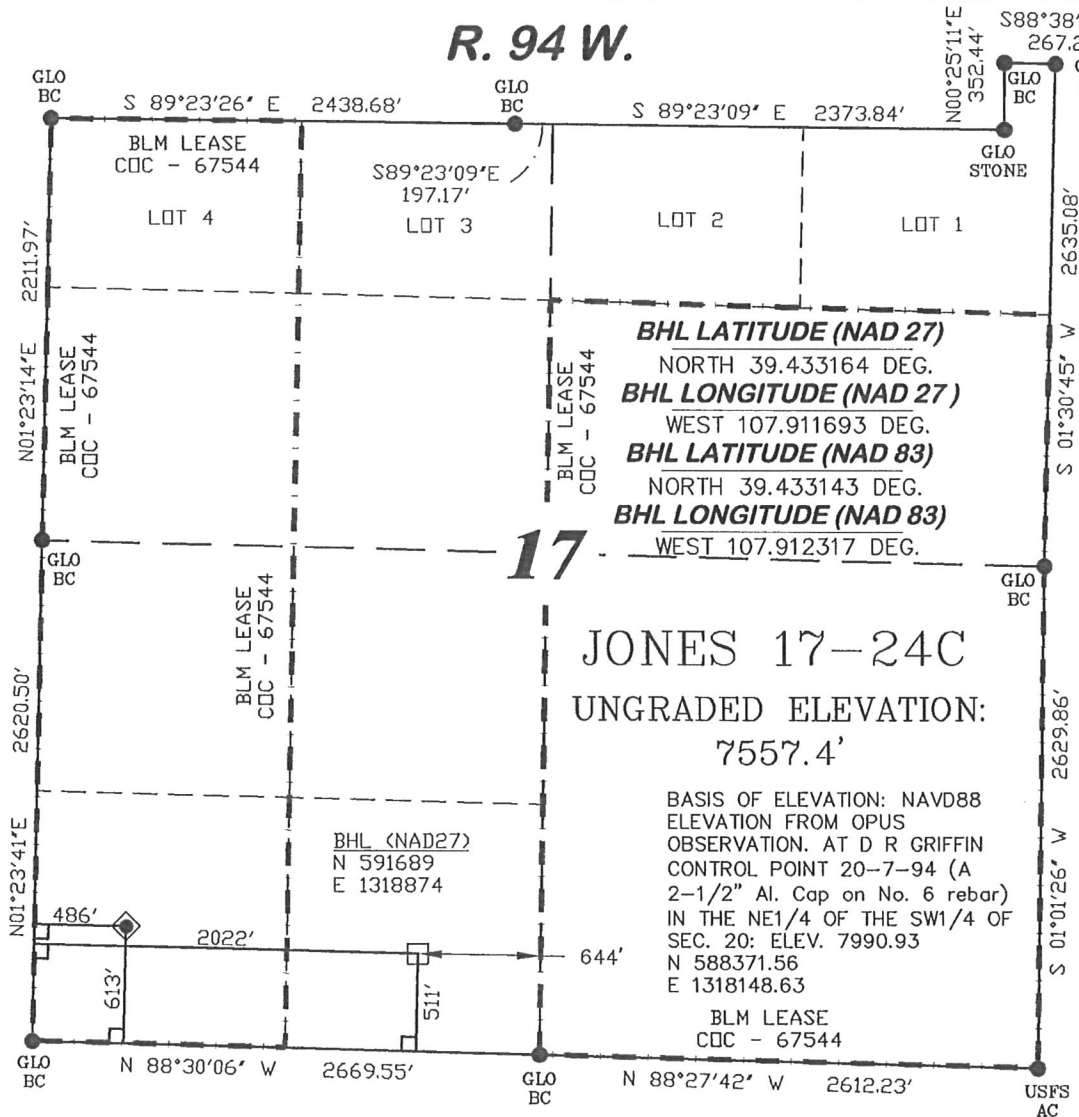 R. 94 W.
N00°25'11"E
352.44'
S88°38'
GLO
BC
S 89°23'26" E 2438.68'
GLO
BC
S 89°23'09" E 2373.84'
GLO
BC
GLO
STONE
BLM LEASE
COC - 67544
S89°23'09"E
197.17'
LOT 4
LOT 3
LOT 2
LOT 1
2211.97'
N01°23'14"E
BLM LEASE
COC - 67544
BLM LEASE
COC - 67544
2635.08'
S 01°30'45" W
BHL LATITUDE (NAD 27)
NORTH 39.433164 DEG.
BHL LONGITUDE (NAD 27)
WEST 107.911693 DEG.
BHL LATITUDE (NAD 83)
NORTH 39.433143 DEG.
BHL LONGITUDE (NAD 83)
WEST 107.912317 DEG.
17
GLO
BC
GLO
BC
BLM LEASE
COC - 67544
JONES 17-24C
UNGRADED ELEVATION:
7557.4'
2620.50'
N01°23'41"E
2629.86'
S 01°01'26" W
BASIS OF ELEVATION: NAVD88
ELEVATION FROM OPUS
OBSERVATION. AT D R GRIFFIN
CONTROL POINT 20-7-94 (A
2-1/2" Al. Cap on No. 6 rebar)
IN THE NE1/4 OF THE SW1/4 OF
SEC. 20: ELEV. 7990.93
N 588371.56
E 1318148.63
BHL (NAD27)
N 591689
E 1318874
486'
2022'
644'
613'
511'
BLM LEASE
COC - 67544
GLO
BC
N 88°30'06" W 2669.55'
GLO
BC
N 88°27'42" W 2612.23'
USFS
AC